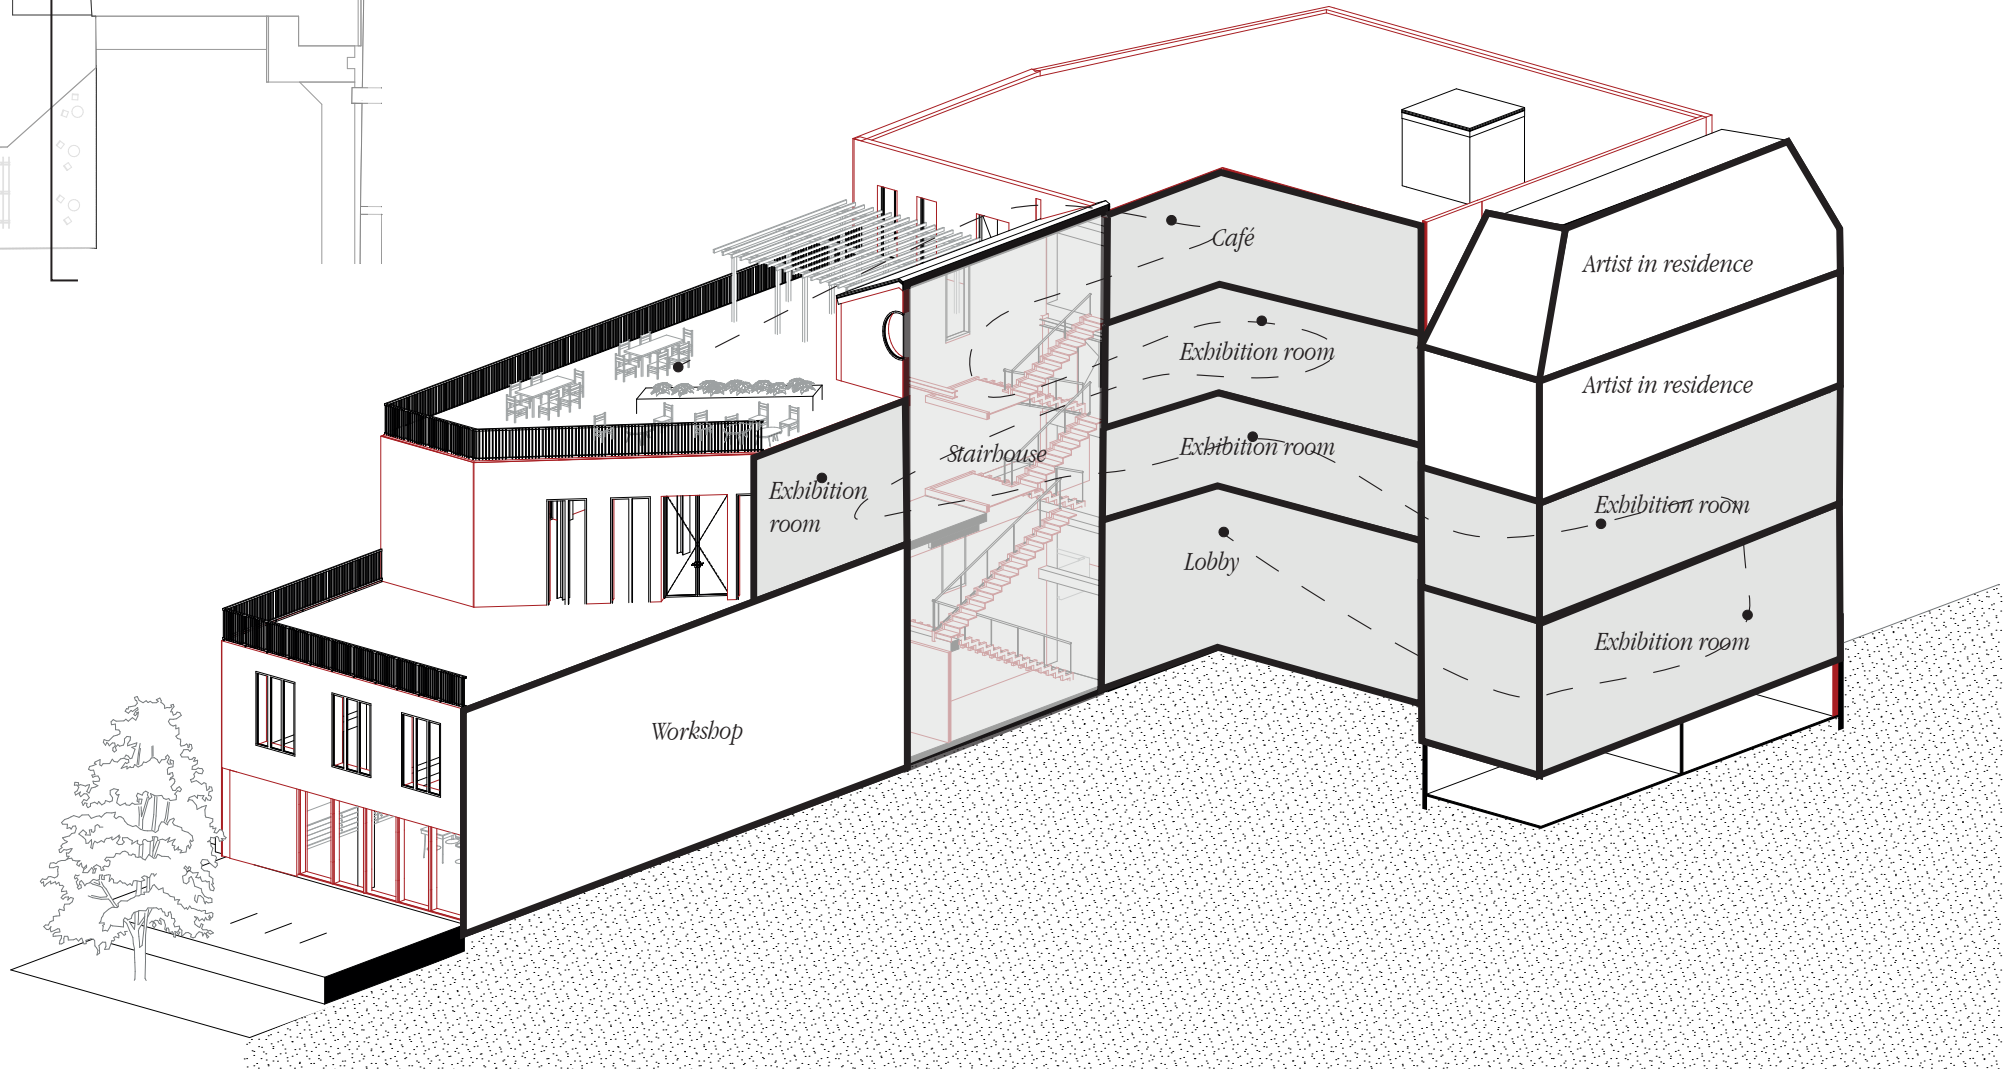 Café
Artist in residence
Exhibition room
Artist in residence
Exhibition room
Stairhouse
Exhibition
room
Exhibition room
Lobby
Exhibition room
Workshop